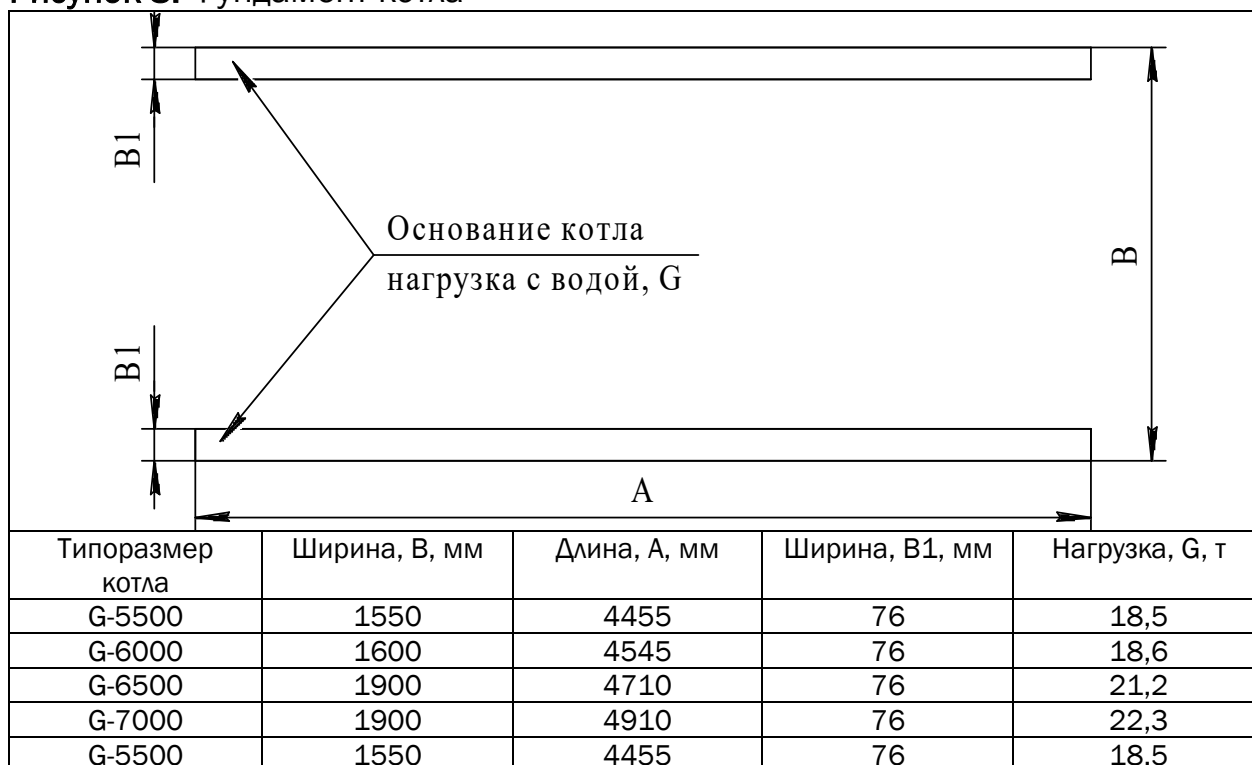 Рисунок 3. Фундамент котла
B1
B1
Основание котла
нагрузка с водой, G
B
A
Типоразмер котла | Ширина, B, мм | Длина, A, мм | Ширина, B1, мм | Нагрузка, G, т
G-5500 | 1550 | 4455 | 76 | 18,5
G-6000 | 1600 | 4545 | 76 | 18,6
G-6500 | 1900 | 4710 | 76 | 21,2
G-7000 | 1900 | 4910 | 76 | 22,3
G-5500 | 1550 | 4455 | 76 | 18,5